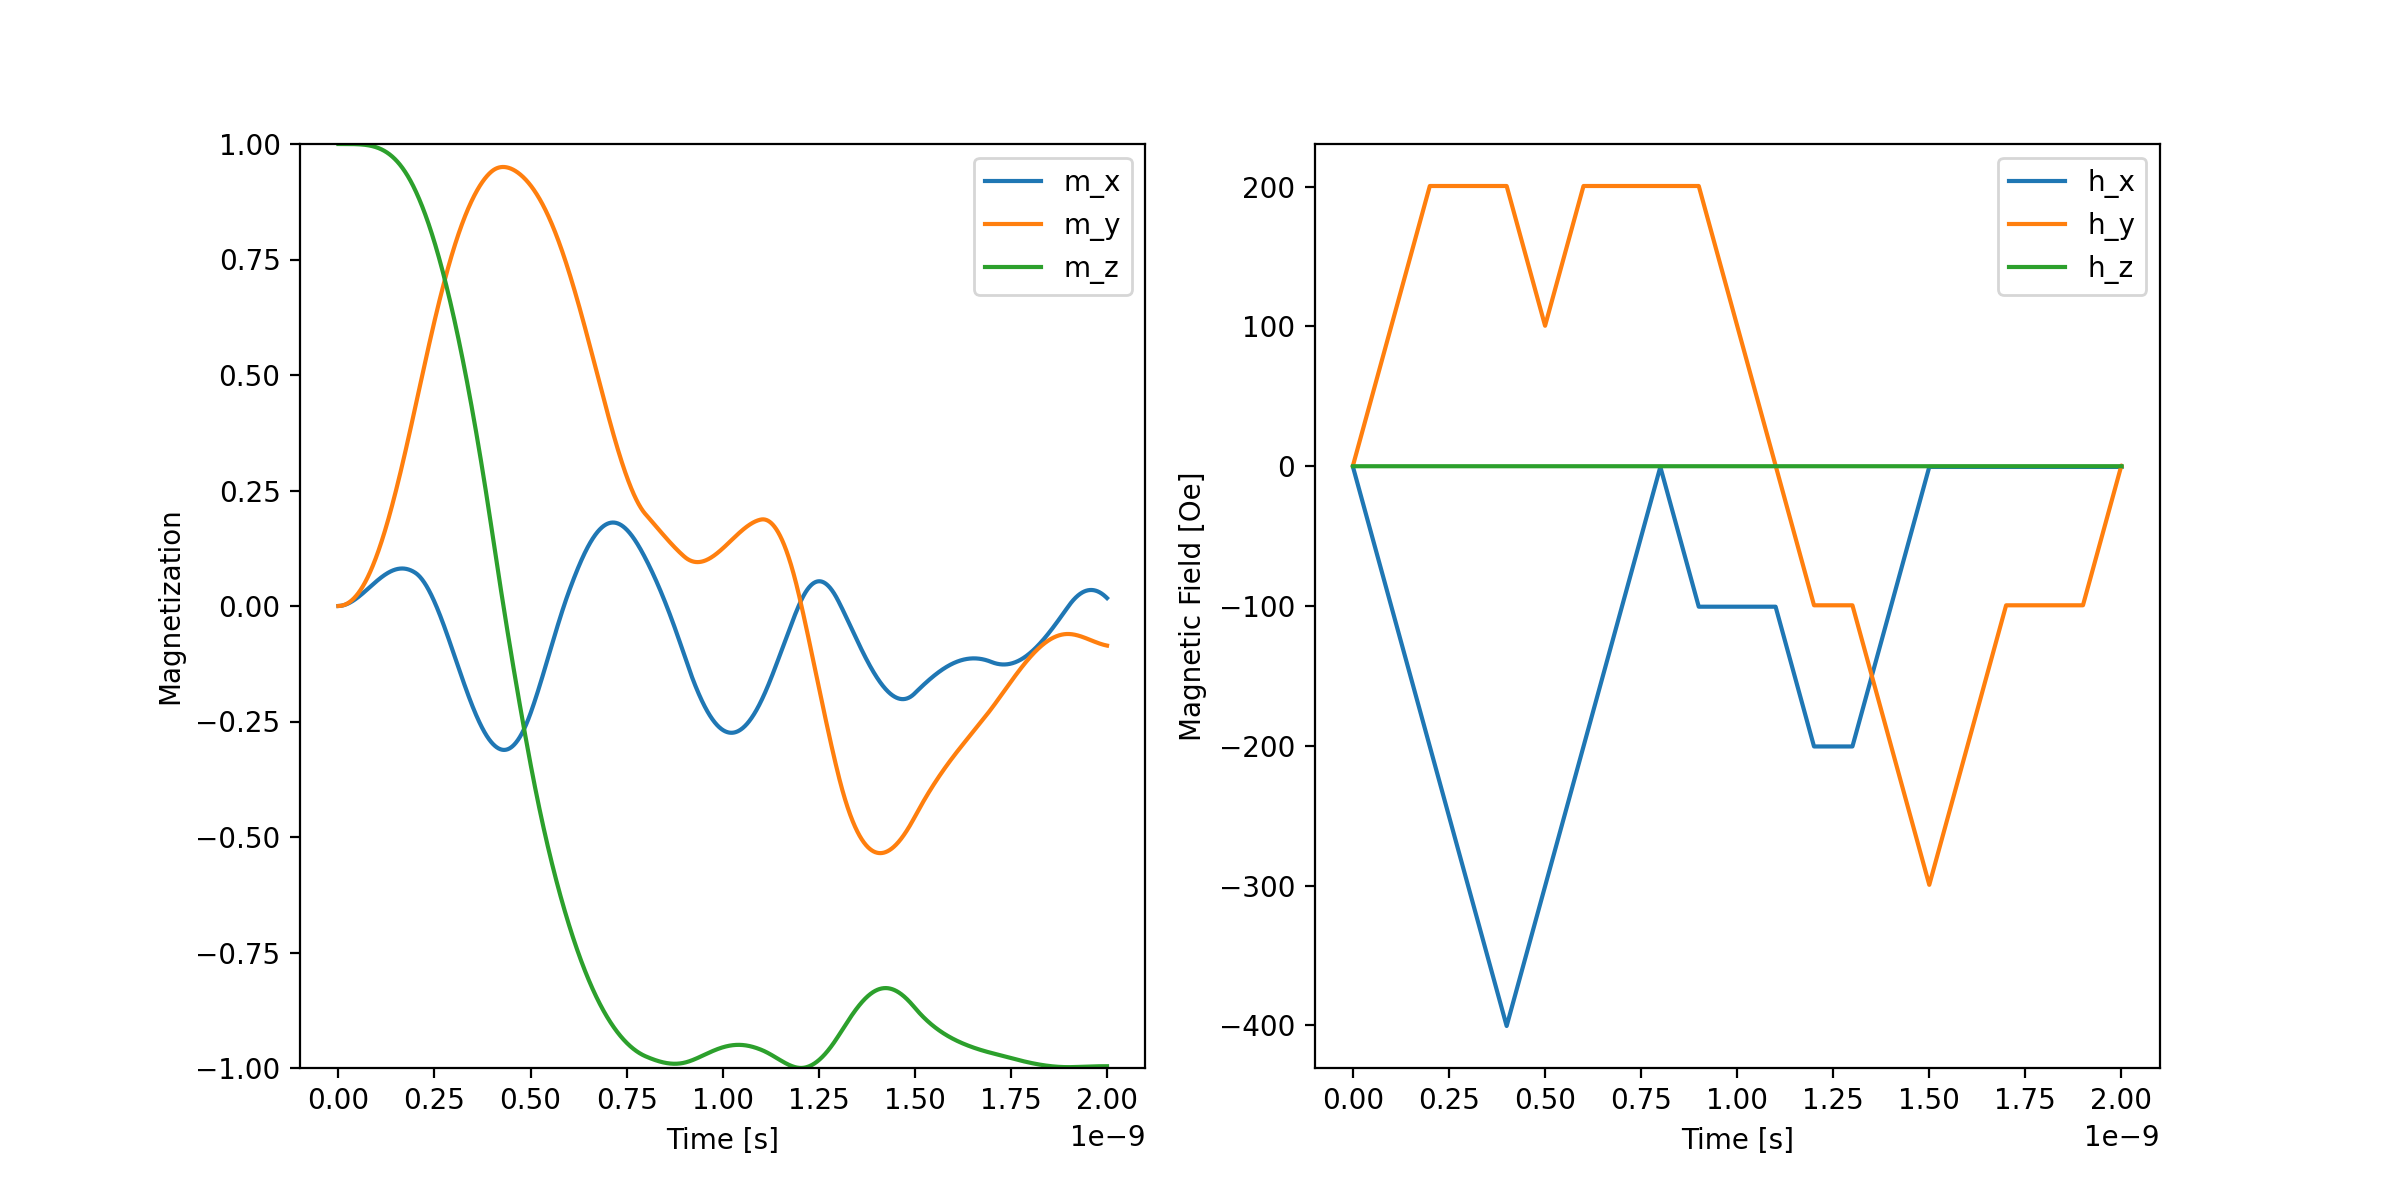 1.00
0.75
0.50
0.25
0.00
−0.25
−0.50
−0.75
−1.00
Magnetization
m_x
m_y
m_z
0.00 0.25 0.50 0.75 1.00 1.25 1.50 1.75 2.00
Time [s]
1e−9
200
100
0
−100
−200
−300
−400
Magnetic Field [Oe]
h_x
h_y
h_z
0.00 0.25 0.50 0.75 1.00 1.25 1.50 1.75 2.00
Time [s]
1e−9